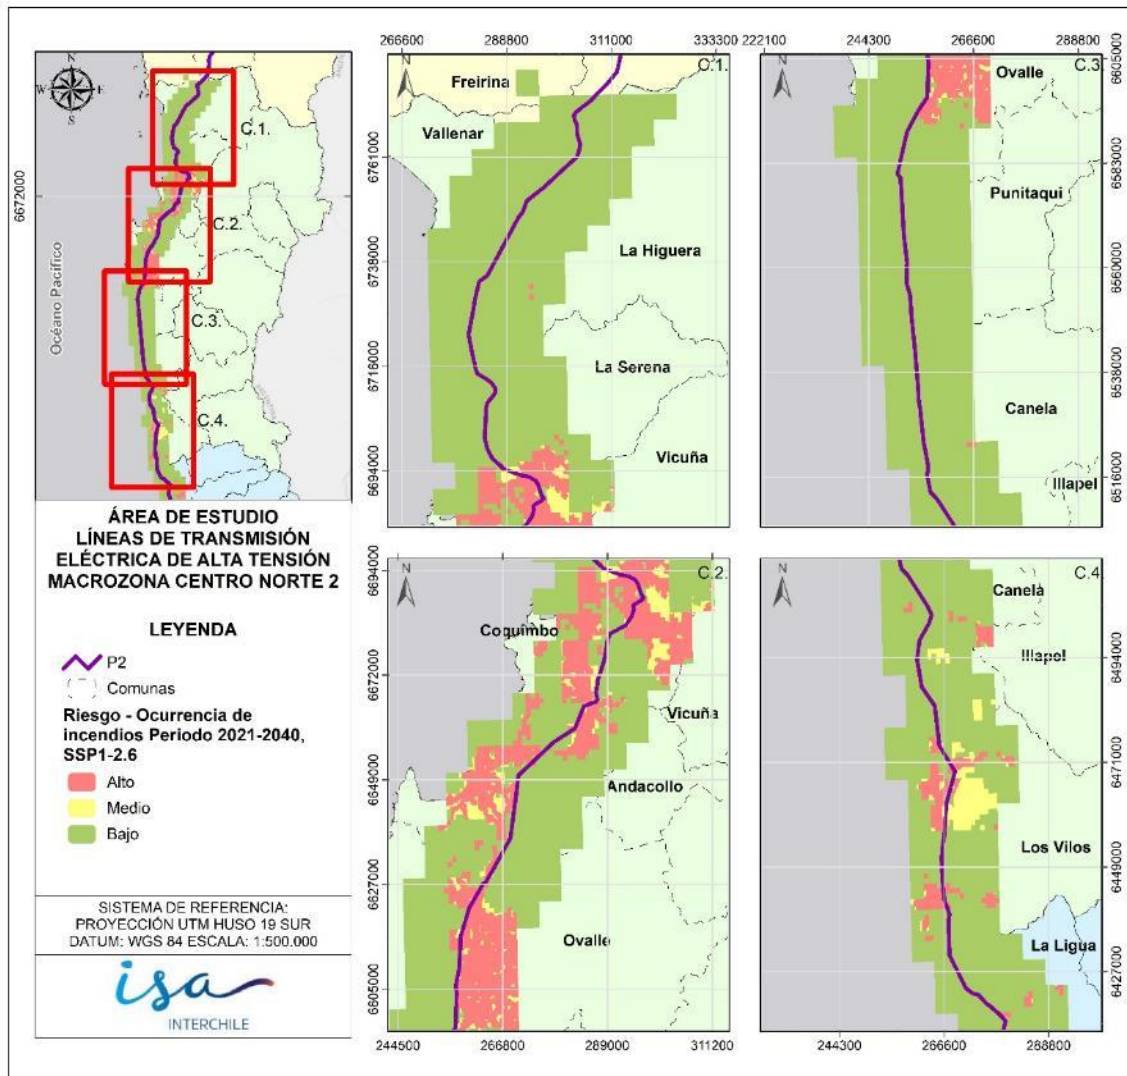 N
W
E
S
C.1.
C.2.
C.3.
C.4.
6672000
Océano Pacífico
ÁREA DE ESTUDIO
LÍNEAS DE TRANSMISIÓN
ELÉCTRICA DE ALTA TENSIÓN
MACROZONA CENTRO NORTE 2
LEYENDA
P2
Comunas
Riesgo - Ocurrencia de
incendios Periodo 2021-2040,
SSP1-2.6
Alto
Medio
Bajo
SISTEMA DE REFERENCIA:
PROYECCIÓN UTM HUSO 19 SUR
DATUM: WGS 84 ESCALA: 1:500.000
isa
INTERCHILE
266600 288800 311000 333300
N
C.1.
Freirina
Vallenar
6761000
La Higuera
6738000
La Serena
6716000
Vicuña
6694000
222100 244300 266600 288800
N
C.3.
Ovalle
6605000
6583000
Punitaqui
6560000
6538000
Canela
Illapel
6516000
N
C.2.
6694000
Coquimbo
6672000
Vicuña
6649000
Andacollo
6627000
Ovalle
6605000
244500 266800 289000 311200
N
C.4.
Canela
Illapel
6494000
6471000
Los Vilos
6449000
La Ligua
6427000
244300 266600 288800